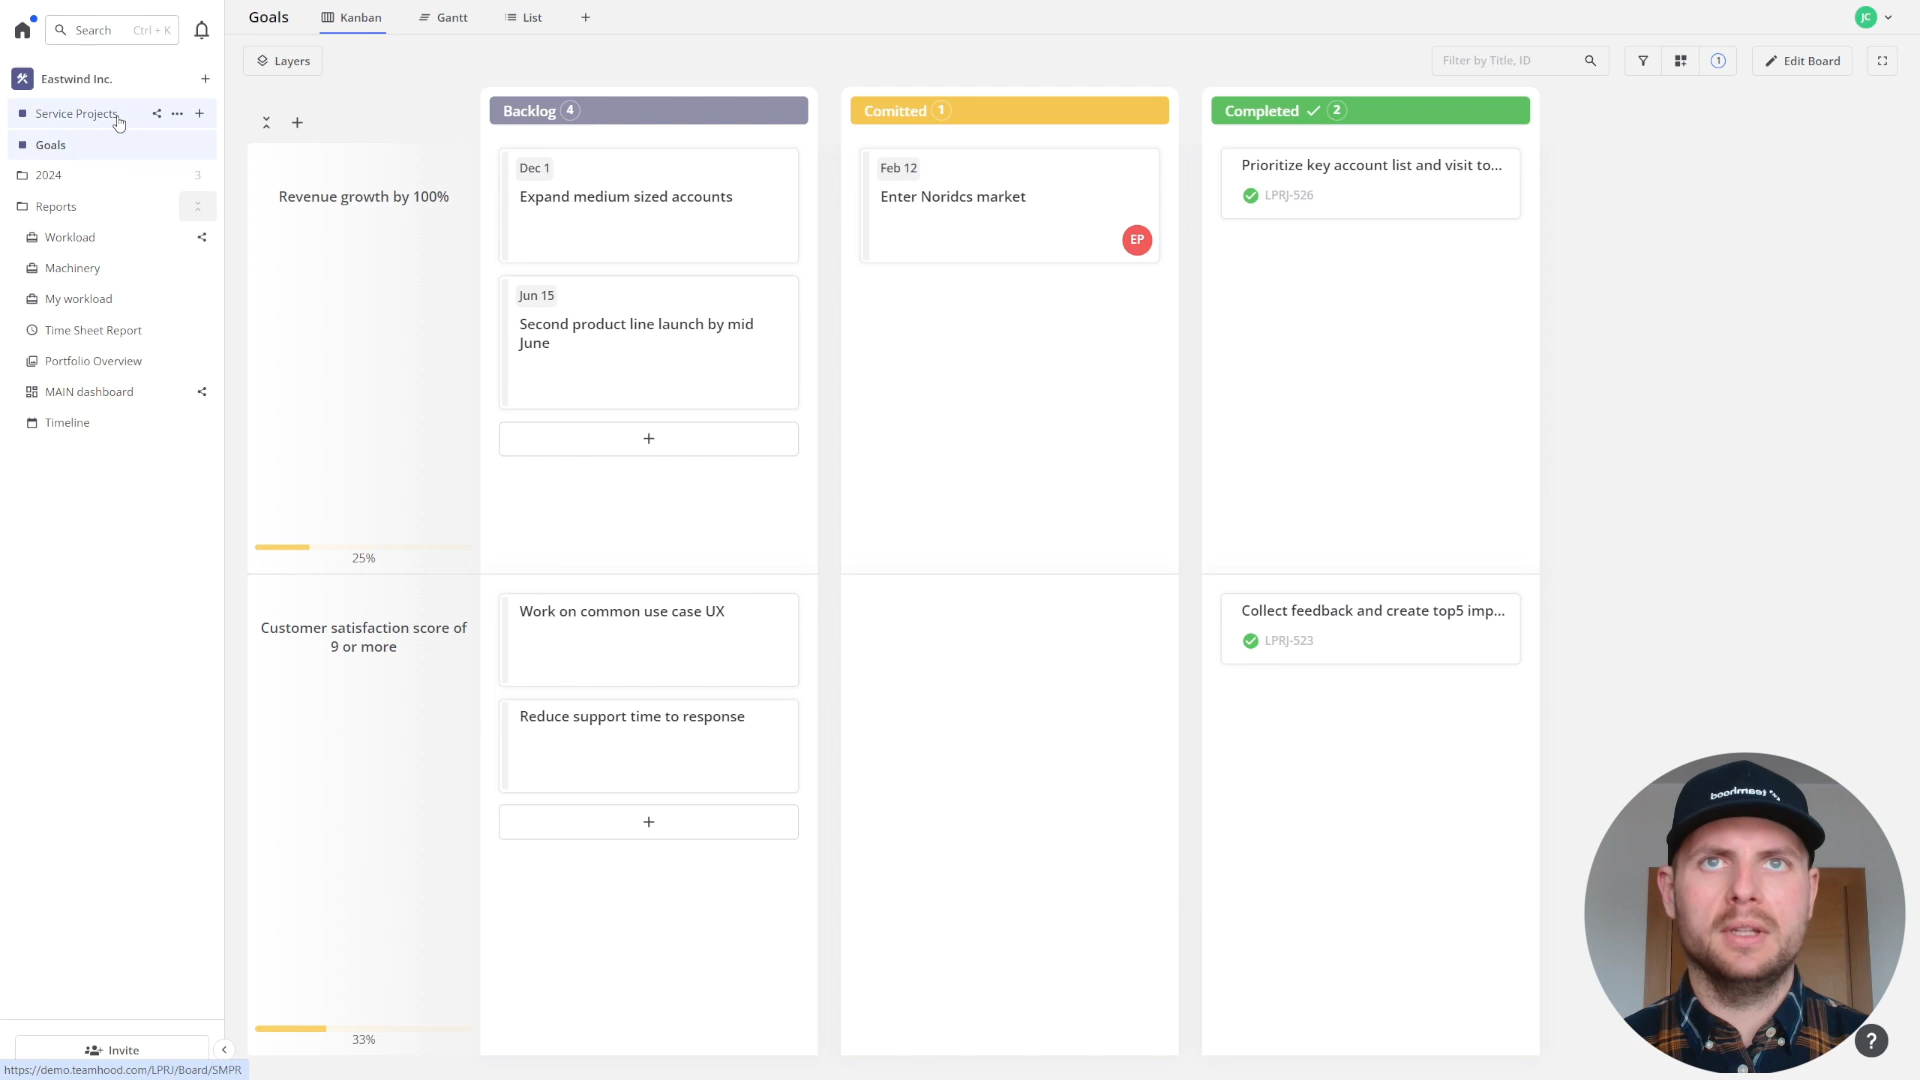 Search Ctrl + K
Goals
Kanban
Gantt
List
JC
Eastwind Inc.
Service Projects
Goals
2024 3
Reports
Workload
Machinery
My workload
Time Sheet Report
Portfolio Overview
MAIN dashboard
Timeline
Invite
https://demo.teamhood.com/LPRJ/Board/SMPR
Layers
Filter by Title, ID
1
Edit Board
Backlog 4
Comitted 1
Completed 2
Revenue growth by 100%
25%
Dec 1
Expand medium sized accounts
Jun 15
Second product line launch by mid
June
Feb 12
Enter Noridcs market
EP
Prioritize key account list and visit to...
LPRJ-526
Customer satisfaction score of
9 or more
33%
Work on common use case UX
Reduce support time to response
Collect feedback and create top5 imp...
LPRJ-523
teamhood
?